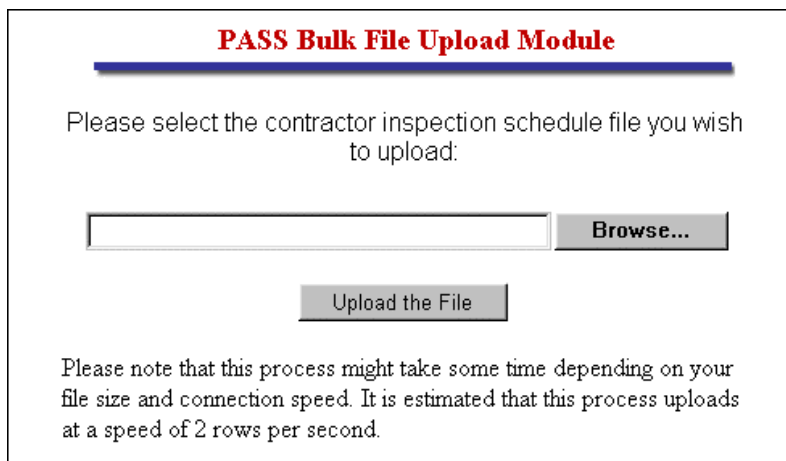 PASS Bulk File Upload Module
Please select the contractor inspection schedule file you wish
to upload:
Browse...
Upload the File
Please note that this process might take some time depending on your
file size and connection speed. It is estimated that this process uploads
at a speed of 2 rows per second.